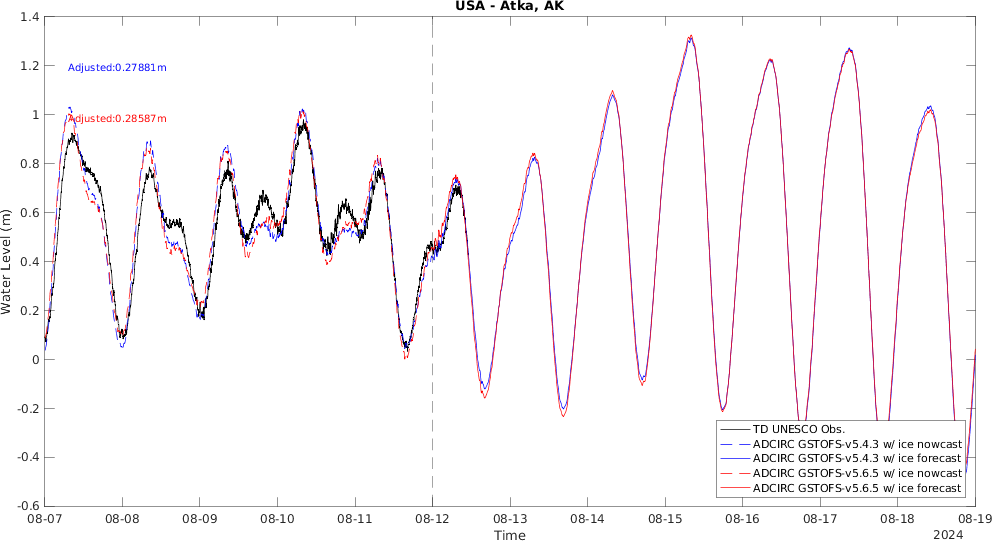 USA - Atka, AK
1.4
1.2
1
0.8
0.6
0.4
0.2
0
-0.2
-0.4
-0.6
Water Level (m)
Adjusted:0.27881m
Adjusted:0.28587m
TD UNESCO Obs.
ADCIRC GSTOFS-v5.4.3 w/ ice nowcast
ADCIRC GSTOFS-v5.4.3 w/ ice forecast
ADCIRC GSTOFS-v5.6.5 w/ ice nowcast
ADCIRC GSTOFS-v5.6.5 w/ ice forecast
08-07 08-08 08-09 08-10 08-11 08-12 08-13 08-14 08-15 08-16 08-17 08-18 08-19
Time
2024